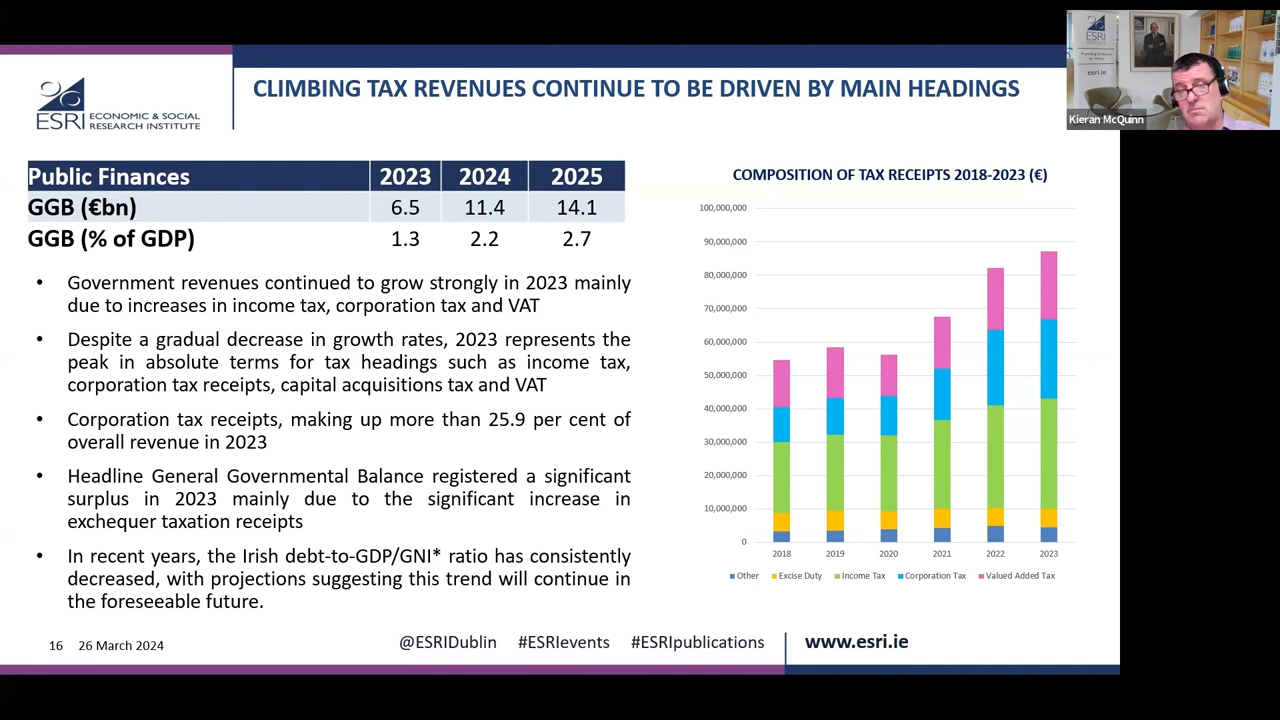 ESRI
esri.ie
Kieran McQuinn
ESRI
ECONOMIC & SOCIAL
RESEARCH INSTITUTE
CLIMBING TAX REVENUES CONTINUE TO BE DRIVEN BY MAIN HEADINGS
Public Finances 2023 2024 2025
GGB (€bn) 6.5 11.4 14.1
GGB (% of GDP) 1.3 2.2 2.7
• Government revenues continued to grow strongly in 2023 mainly
due to increases in income tax, corporation tax and VAT
• Despite a gradual decrease in growth rates, 2023 represents the
peak in absolute terms for tax headings such as income tax,
corporation tax receipts, capital acquisitions tax and VAT
• Corporation tax receipts, making up more than 25.9 per cent of
overall revenue in 2023
• Headline General Governmental Balance registered a significant
surplus in 2023 mainly due to the significant increase in
exchequer taxation receipts
• In recent years, the Irish debt-to-GDP/GNI* ratio has consistently
decreased, with projections suggesting this trend will continue in
the foreseeable future.
COMPOSITION OF TAX RECEIPTS 2018-2023 (€)
100,000,000
90,000,000
80,000,000
70,000,000
60,000,000
50,000,000
40,000,000
30,000,000
20,000,000
10,000,000
0
2018 2019 2020 2021 2022 2023
Other Excise Duty Income Tax Corporation Tax Valued Added Tax
16 26 March 2024
@ESRIDublin #ESRIevents #ESRIpublications
www.esri.ie